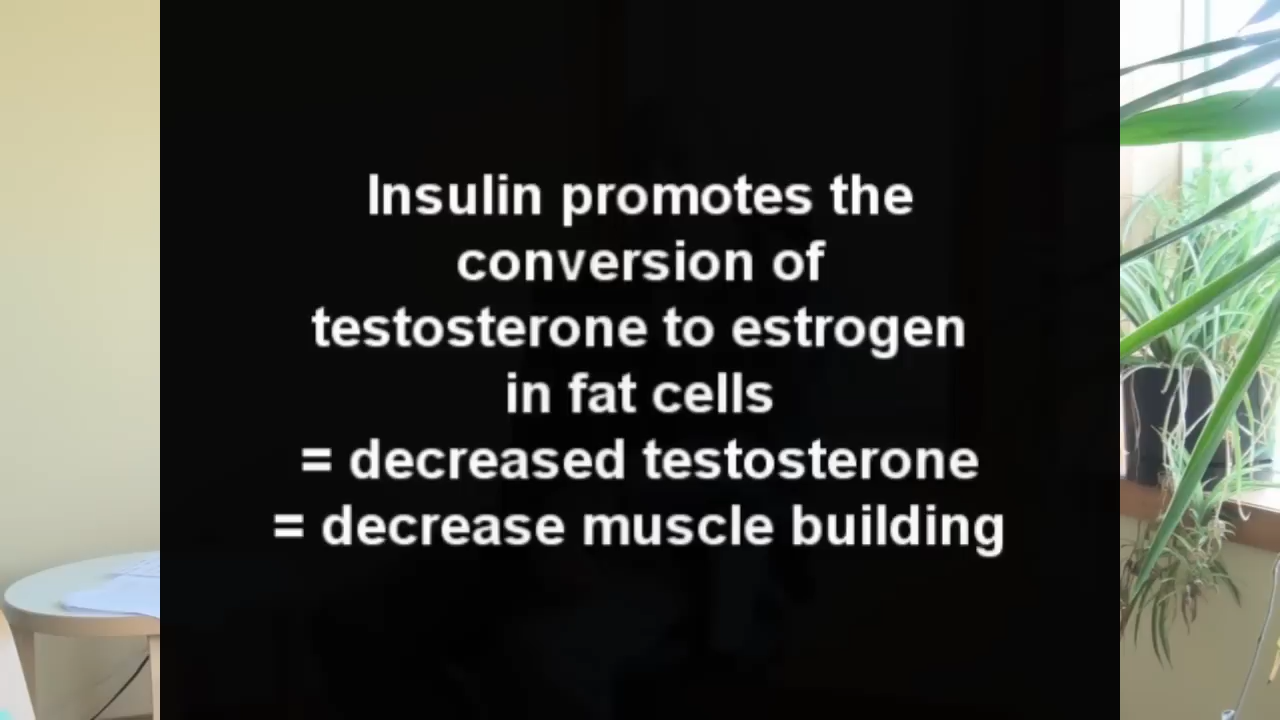 Insulin promotes the
conversion of
testosterone to estrogen
in fat cells
= decreased testosterone
= decrease muscle building